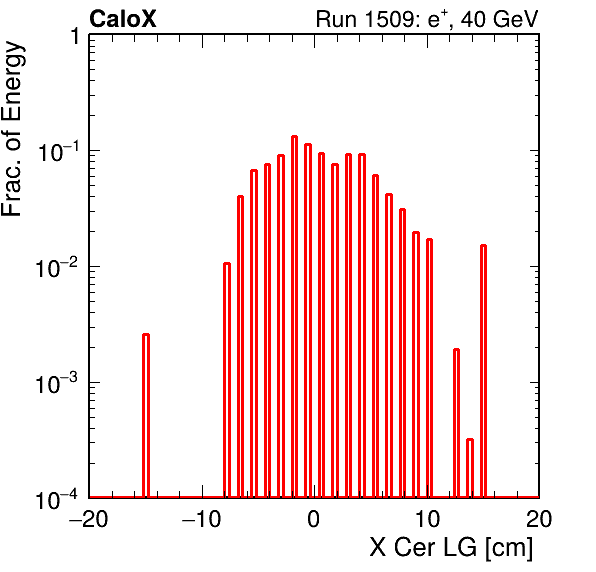 CaloX Run 1509: e⁺, 40 GeV
Frac. of Energy
1
10⁻¹
10⁻²
10⁻³
10⁻⁴
−20 −10 0 10 20
X Cer LG [cm]